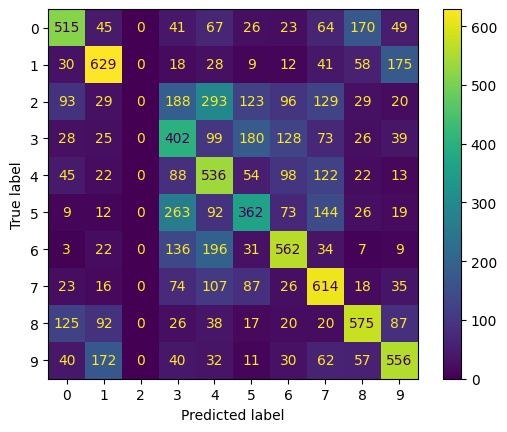 0 515 45 0 41 67 26 23 64 170 49
1 30 629 0 18 28 9 12 41 58 175
2 93 29 0 188 293 123 96 129 29 20
3 28 25 0 402 99 180 128 73 26 39
4 45 22 0 88 536 54 98 122 22 13
5 9 12 0 263 92 362 73 144 26 19
6 3 22 0 136 196 31 562 34 7 9
7 23 16 0 74 107 87 26 614 18 35
8 125 92 0 26 38 17 20 20 575 87
9 40 172 0 40 32 11 30 62 57 556
0 1 2 3 4 5 6 7 8 9
Predicted label
True label
600
500
400
300
200
100
0